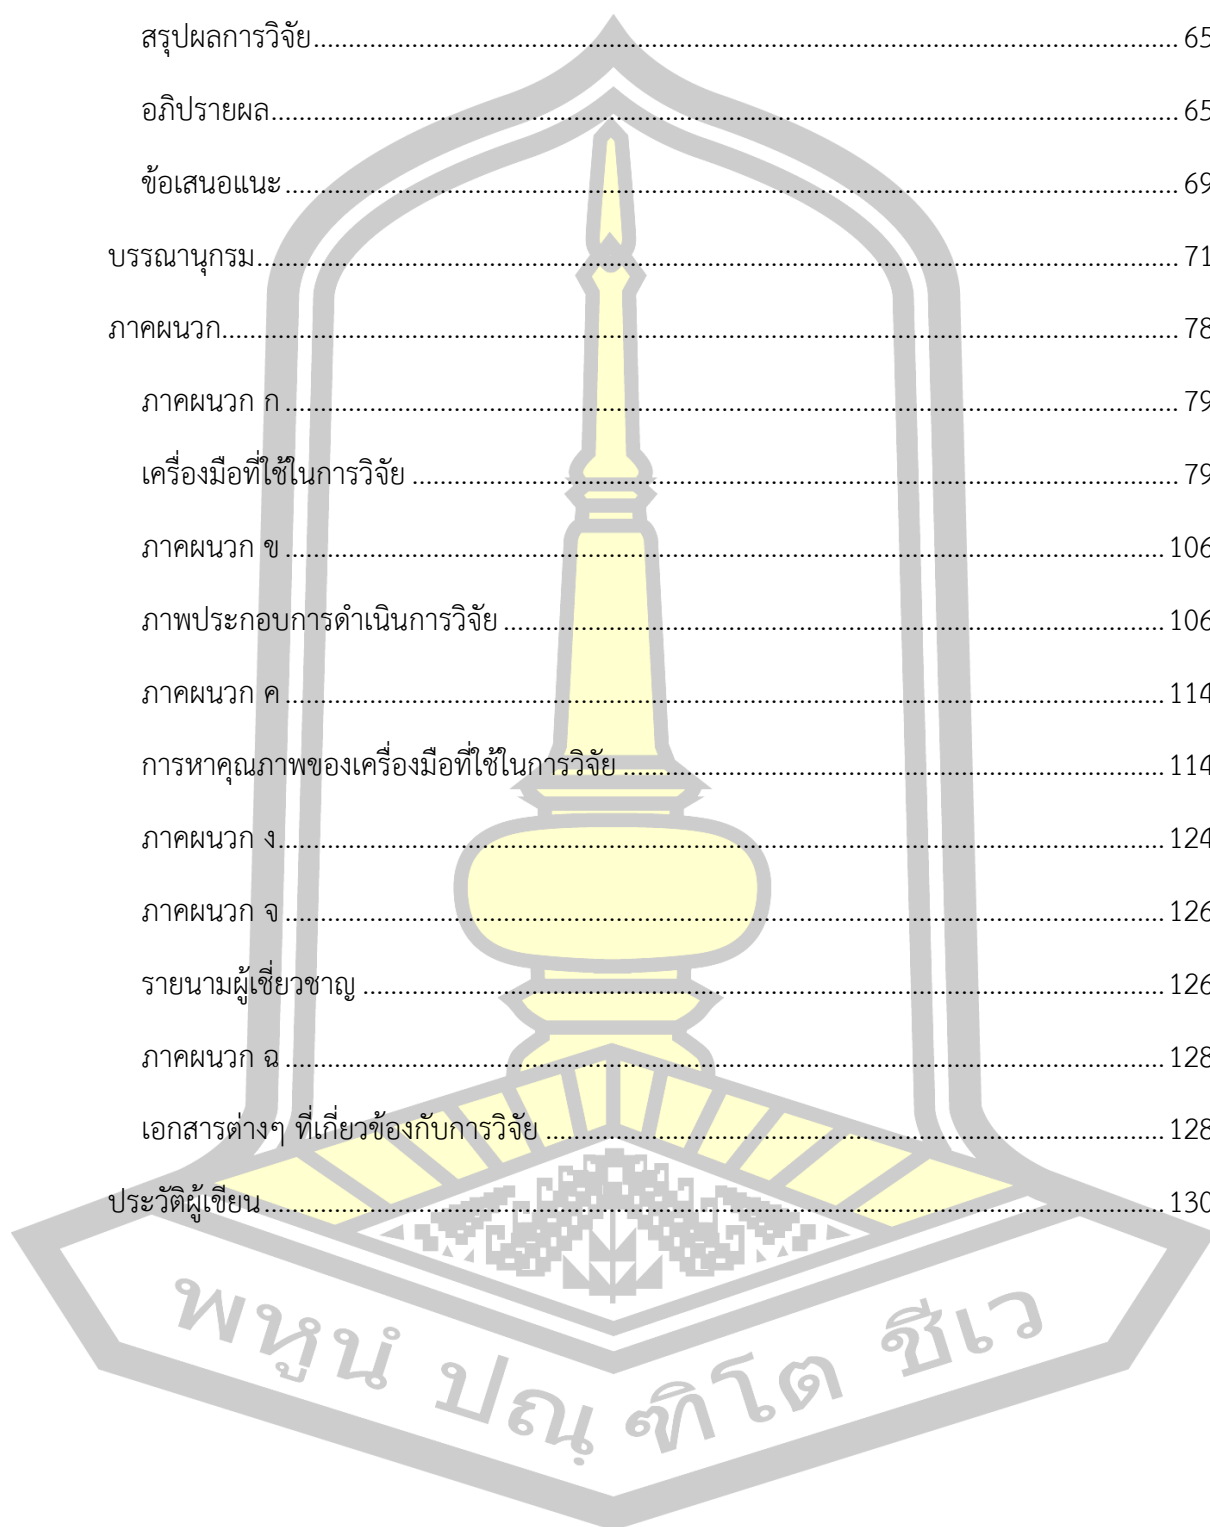 สรุปผลการวิจัย........................................................................................................................ 65
อภิปรายผล............................................................................................................................. 65
ข้อเสนอแนะ ........................................................................................................................... 69
บรรณานุกรม............................................................................................................................... 71
ภาคผนวก.................................................................................................................................... 78
ภาคผนวก ก ........................................................................................................................... 79
เครื่องมือที่ใช้ในการวิจัย .......................................................................................................... 79
ภาคผนวก ข ......................................................................................................................... 106
ภาพประกอบการดำเนินการวิจัย ........................................................................................... 106
ภาคผนวก ค ......................................................................................................................... 114
การหาคุณภาพของเครื่องมือที่ใช้ในการวิจัย ........................................................................... 114
ภาคผนวก ง.......................................................................................................................... 124
ภาคผนวก จ ......................................................................................................................... 126
รายนามผู้เชี่ยวชาญ ............................................................................................................... 126
ภาคผนวก ฉ ......................................................................................................................... 128
เอกสารต่างๆ ที่เกี่ยวข้องกับการวิจัย ...................................................................................... 128
ประวัติผู้เขียน............................................................................................................................. 130
พหูนํ ปณฺฑิโต ชีเว